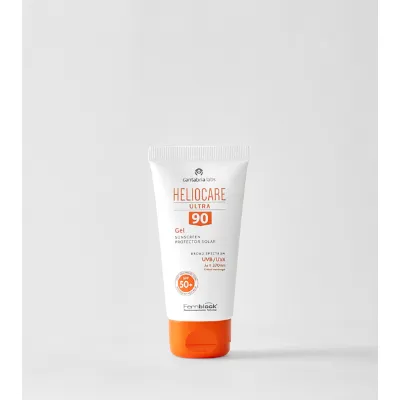 cantabria labs
HELIOCARE
ULTRA
90
Gel
SUNSCREEN
PROTECTOR SOLAR
BROAD SPECTRUM
UVB/UVA
SPF
50+
Fernblock